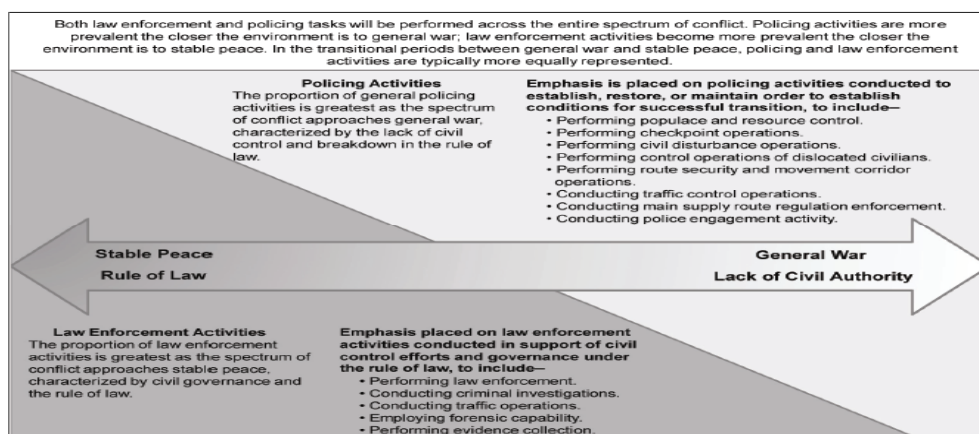 Both law enforcement and policing tasks will be performed across the entire spectrum of conflict. Policing activities are more
prevalent the closer the environment is to general war; law enforcement activities become more prevalent the closer the
environment is to stable peace. In the transitional periods between general war and stable peace, policing and law enforcement
activities are typically more equally represented.
Policing Activities
The proportion of general policing
activities is greatest as the spectrum
of conflict approaches general war,
characterized by the lack of civil
control and breakdown in the rule of
law.
Emphasis is placed on policing activities conducted to
establish, restore, or maintain order to establish
conditions for successful transition, to include—
• Performing populace and resource control.
• Performing checkpoint operations.
• Performing civil disturbance operations.
• Performing control operations of dislocated civilians.
• Performing route security and movement corridor
operations.
• Conducting traffic control operations.
• Conducting main supply route regulation enforcement.
• Conducting police engagement activity.
Stable Peace
Rule of Law
General War
Lack of Civil Authority
Law Enforcement Activities
The proportion of law enforcement
activities is greatest as the spectrum of
conflict approaches stable peace,
characterized by civil governance and
the rule of law.
Emphasis placed on law enforcement
activities conducted in support of civil
control efforts and governance under
the rule of law, to include—
• Performing law enforcement.
• Conducting criminal investigations.
• Conducting traffic operations.
• Employing forensic capability.
• Performing evidence collection.